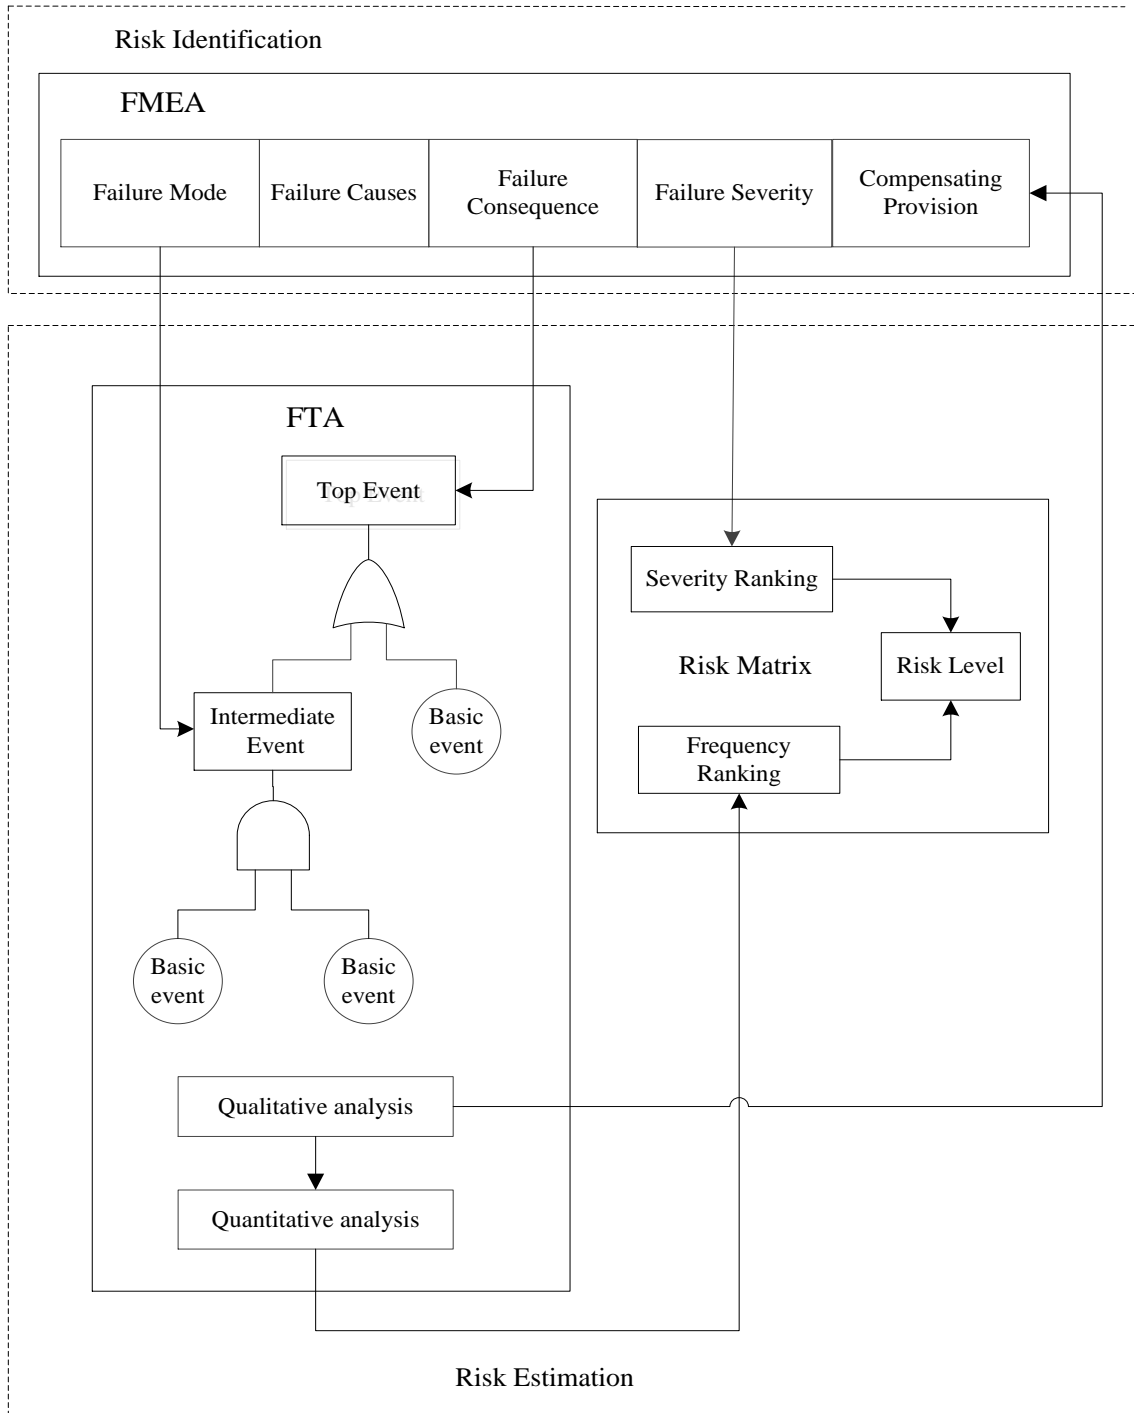 Risk Identification
FMEA
Failure Mode
Failure Causes
Failure
Consequence
Failure Severity
Compensating
Provision
FTA
Top Event
Severity Ranking
Risk Matrix
Risk Level
Intermediate
Event
Basic
event
Frequency
Ranking
Basic
event
Basic
event
Qualitative analysis
Quantitative analysis
Risk Estimation